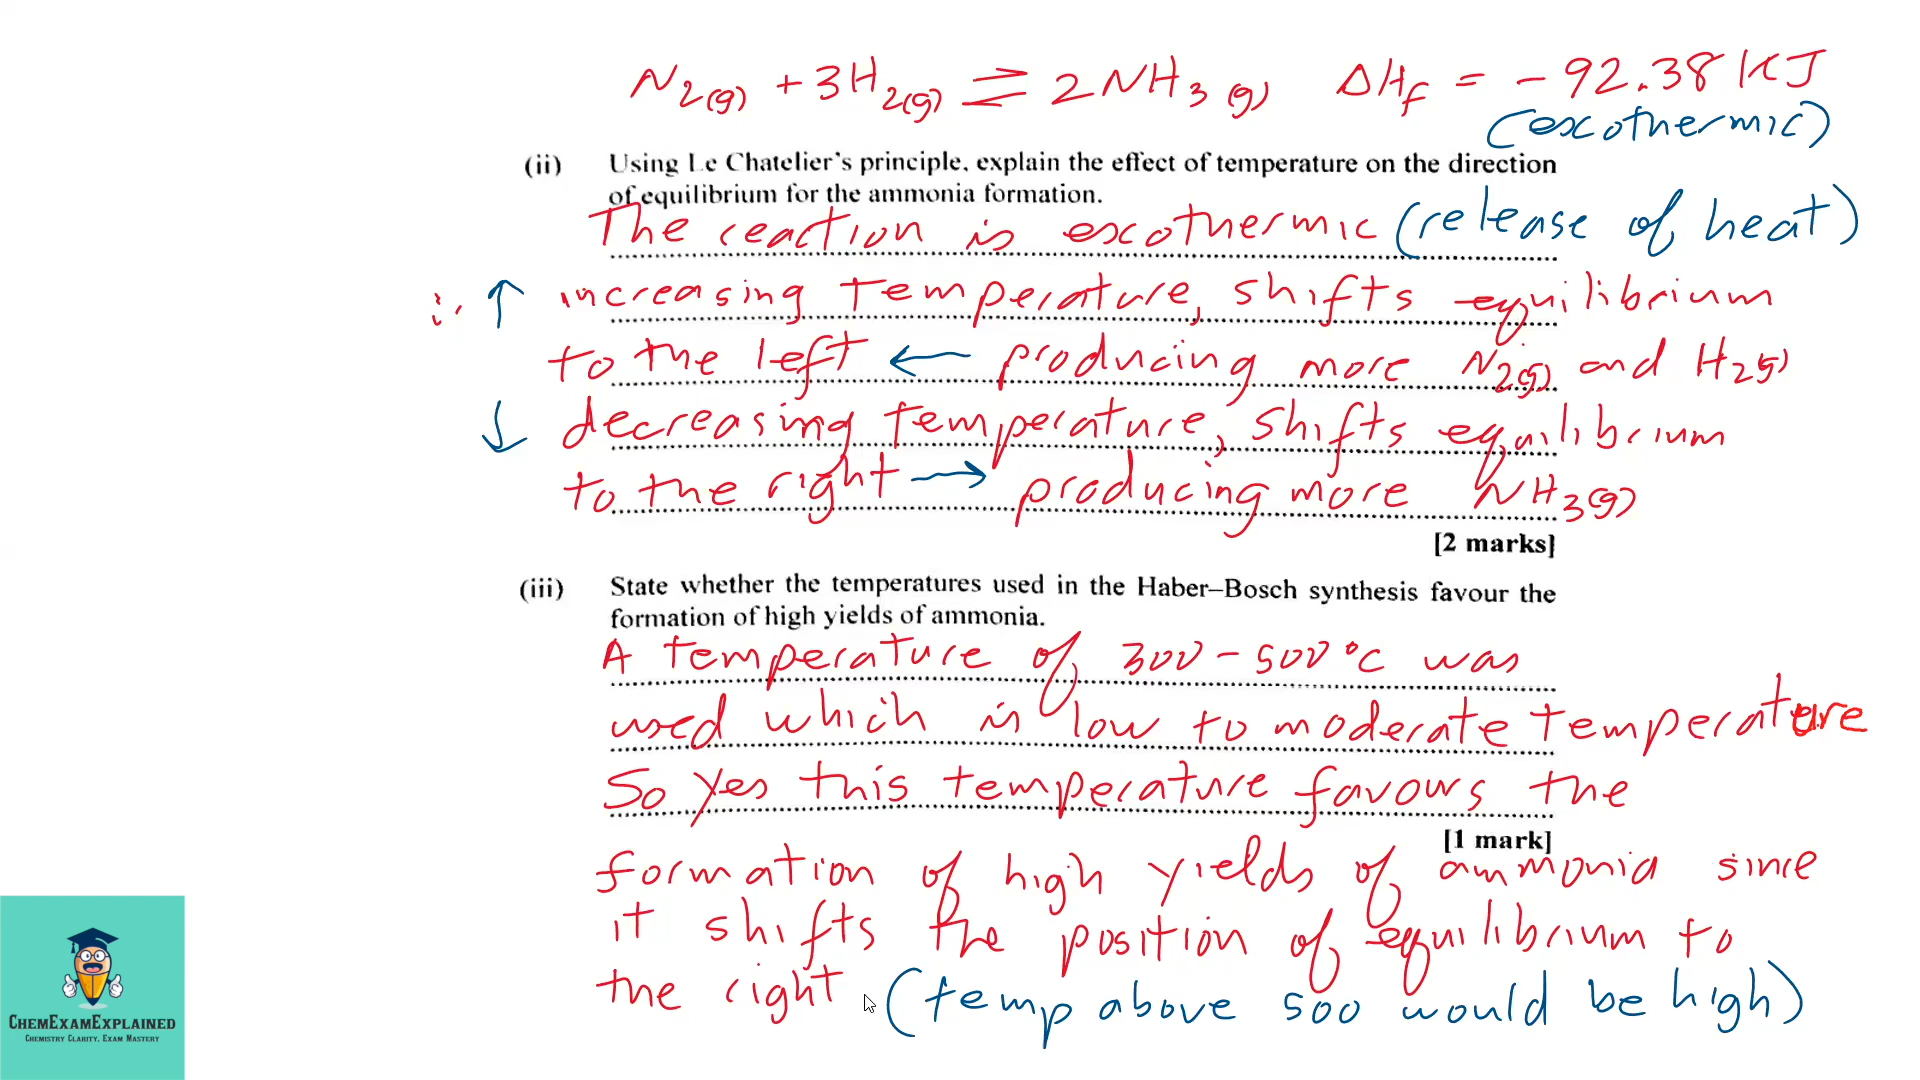 N2(g) + 3H2(g) ⇌ 2NH3(g) ΔHf = -92.38 KJ
(exothermic)
(ii) Using Le Chatelier's principle, explain the effect of temperature on the direction
of equilibrium for the ammonia formation.
The reaction is exothermic (release of heat)
∴ ↑ increasing temperature, shifts equilibrium
to the left ← producing more N2(g) and H2(g)
↓ decreasing temperature, shifts equilibrium
to the right → producing more NH3(g)
[2 marks]
(iii) State whether the temperatures used in the Haber–Bosch synthesis favour the
formation of high yields of ammonia.
A temperature of 300-500°C was
used which is low to moderate temperature
So yes this temperature favours the
[1 mark]
formation of high yields of ammonia since
it shifts the position of equilibrium to
the right (temp above 500 would be high)
CHEMEXAMEXPLAINED
CHEMISTRY CLARITY, EXAM MASTERY